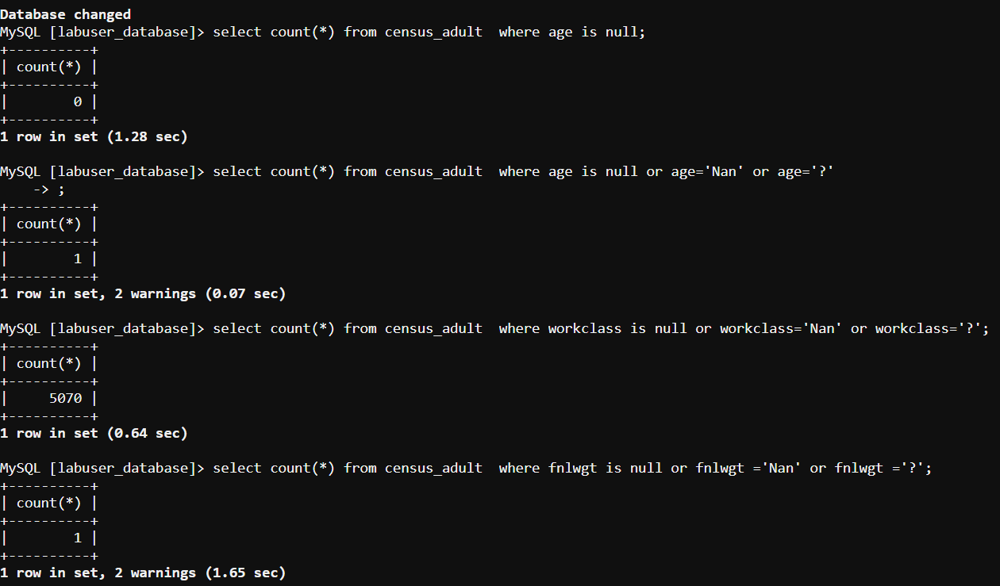 Database changed
MySQL [labuser_database]> select count(*) from census_adult  where age is null;
+----------+
| count(*) |
+----------+
|        0 |
+----------+
1 row in set (1.28 sec)

MySQL [labuser_database]> select count(*) from census_adult  where age is null or age='Nan' or age='?'
    -> ;
+----------+
| count(*) |
+----------+
|        1 |
+----------+
1 row in set, 2 warnings (0.07 sec)

MySQL [labuser_database]> select count(*) from census_adult  where workclass is null or workclass='Nan' or workclass='?';
+----------+
| count(*) |
+----------+
|     5070 |
+----------+
1 row in set (0.64 sec)

MySQL [labuser_database]> select count(*) from census_adult  where fnlwgt is null or fnlwgt ='Nan' or fnlwgt ='?';
+----------+
| count(*) |
+----------+
|        1 |
+----------+
1 row in set, 2 warnings (1.65 sec)